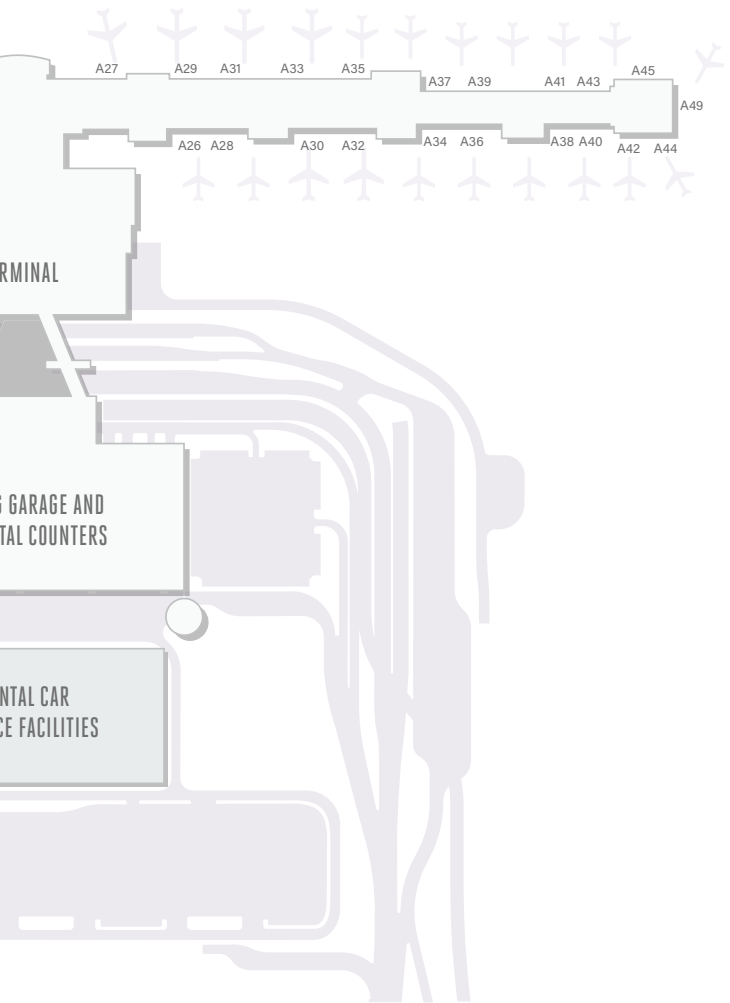 A27 A29 A31 A33 A35 A37 A39 A41 A43 A45
A49
A26 A28 A30 A32 A34 A36 A38 A40 A42 A44
RMINAL
GARAGE AND
TAL COUNTERS
NTAL CAR
CE FACILITIES